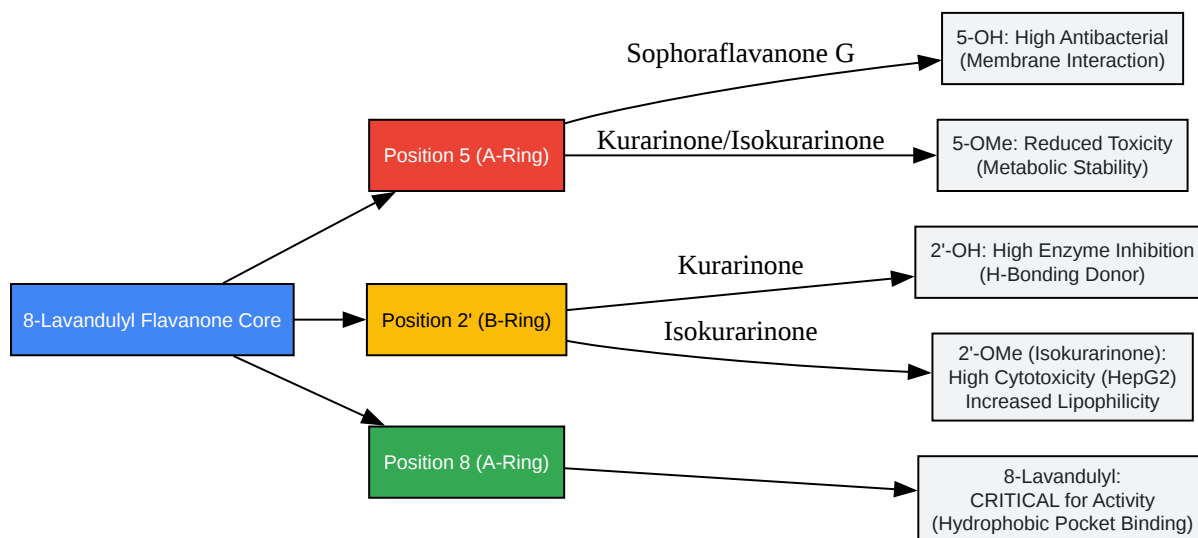 Sophoraflavanone G
5-OH: High Antibacterial
(Membrane Interaction)
Position 5 (A-Ring)
Kurarinone/Isokurarinone
5-OMe: Reduced Toxicity
(Metabolic Stability)
8-Lavandulyl Flavanone Core
Position 2' (B-Ring)
Kurarinone
2'-OH: High Enzyme Inhibition
(H-Bonding Donor)
Isokurarinone
2'-OMe (Isokurarinone):
High Cytotoxicity (HepG2)
Increased Lipophilicity
Position 8 (A-Ring)
8-Lavandulyl:
CRITICAL for Activity
(Hydrophobic Pocket Binding)